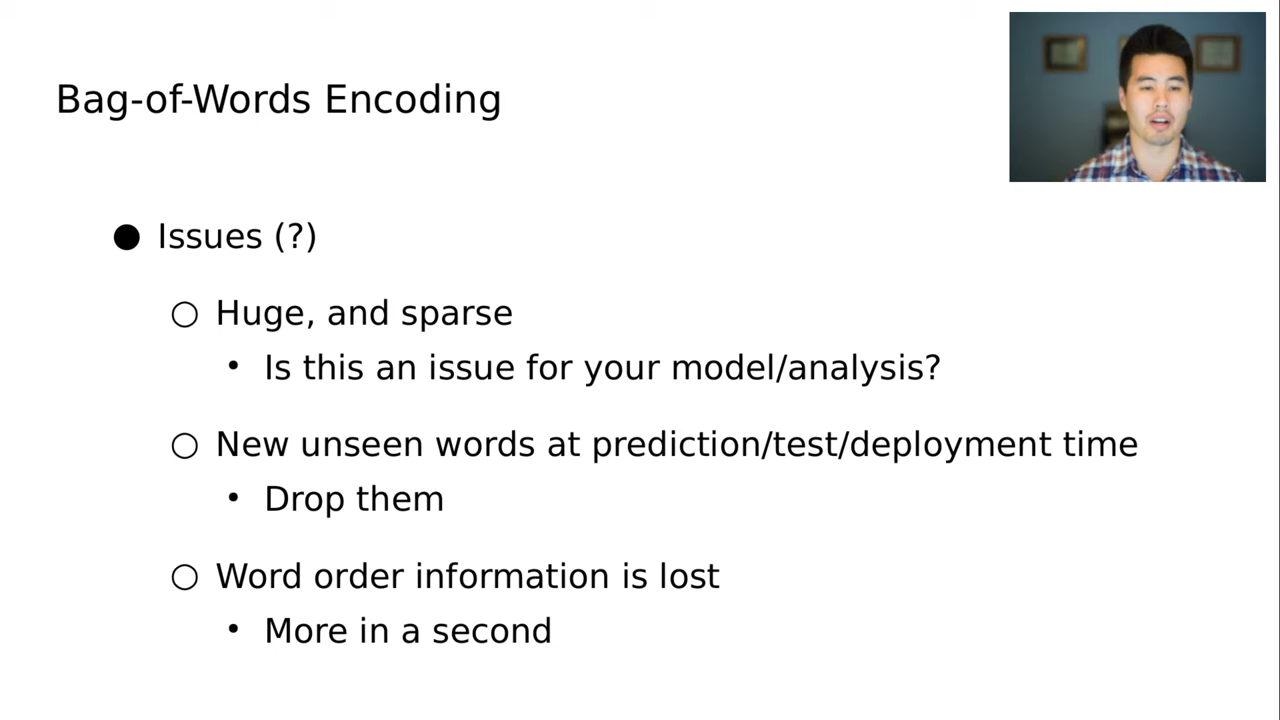 Bag-of-Words Encoding
● Issues (?)
○ Huge, and sparse
• Is this an issue for your model/analysis?
○ New unseen words at prediction/test/deployment time
• Drop them
○ Word order information is lost
• More in a second